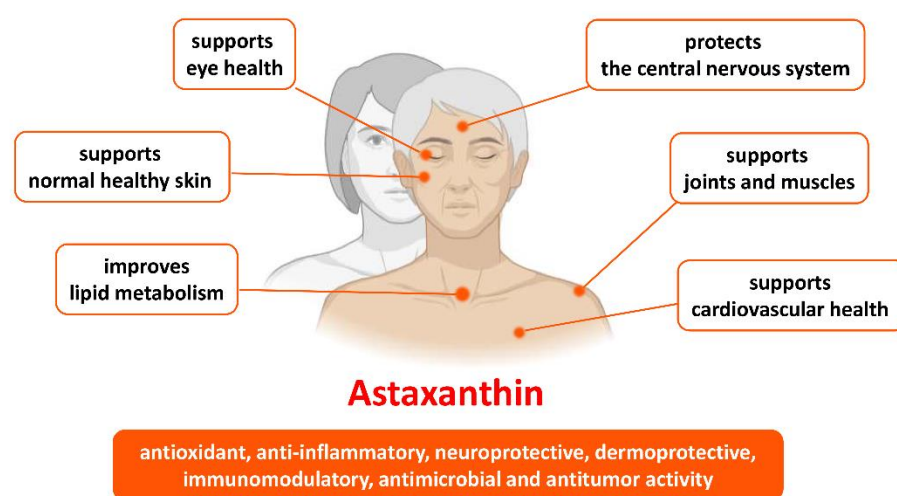 supports
eye health
protects
the central nervous system
supports
normal healthy skin
supports
joints and muscles
improves
lipid metabolism
supports
cardiovascular health
Astaxanthin
antioxidant, anti-inflammatory, neuroprotective, dermoprotective,
immunomodulatory, antimicrobial and antitumor activity